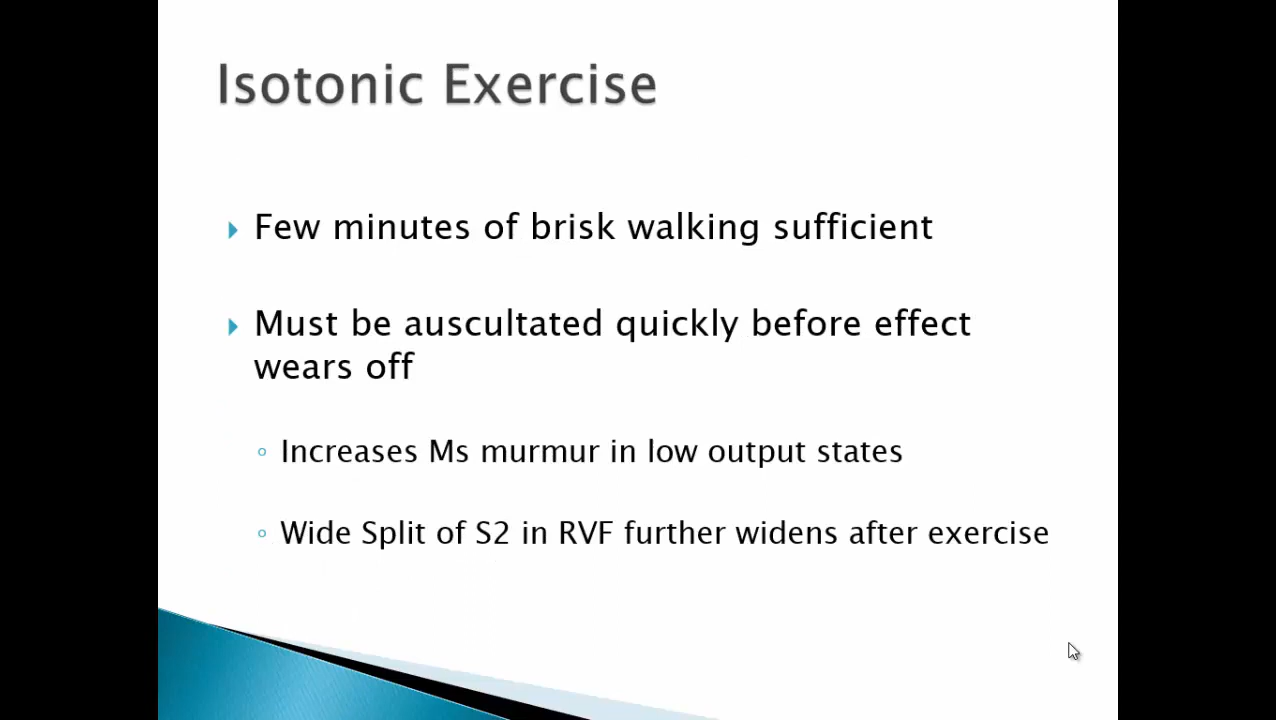 Isotonic Exercise
Few minutes of brisk walking sufficient
Must be auscultated quickly before effect
wears off
Increases Ms murmur in low output states
Wide Split of S2 in RVF further widens after exercise